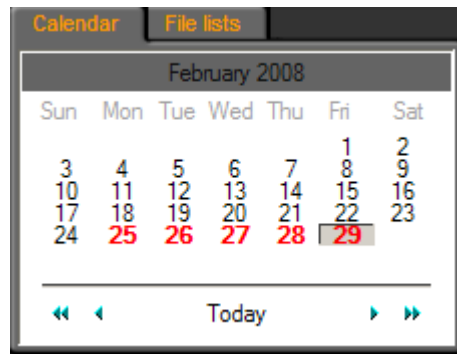 Calendar File lists
February 2008
Sun Mon Tue Wed Thu Fri Sat
1 2
3 4 5 6 7 8 9
10 11 12 13 14 15 16
17 18 19 20 21 22 23
24 25 26 27 28 29
Today